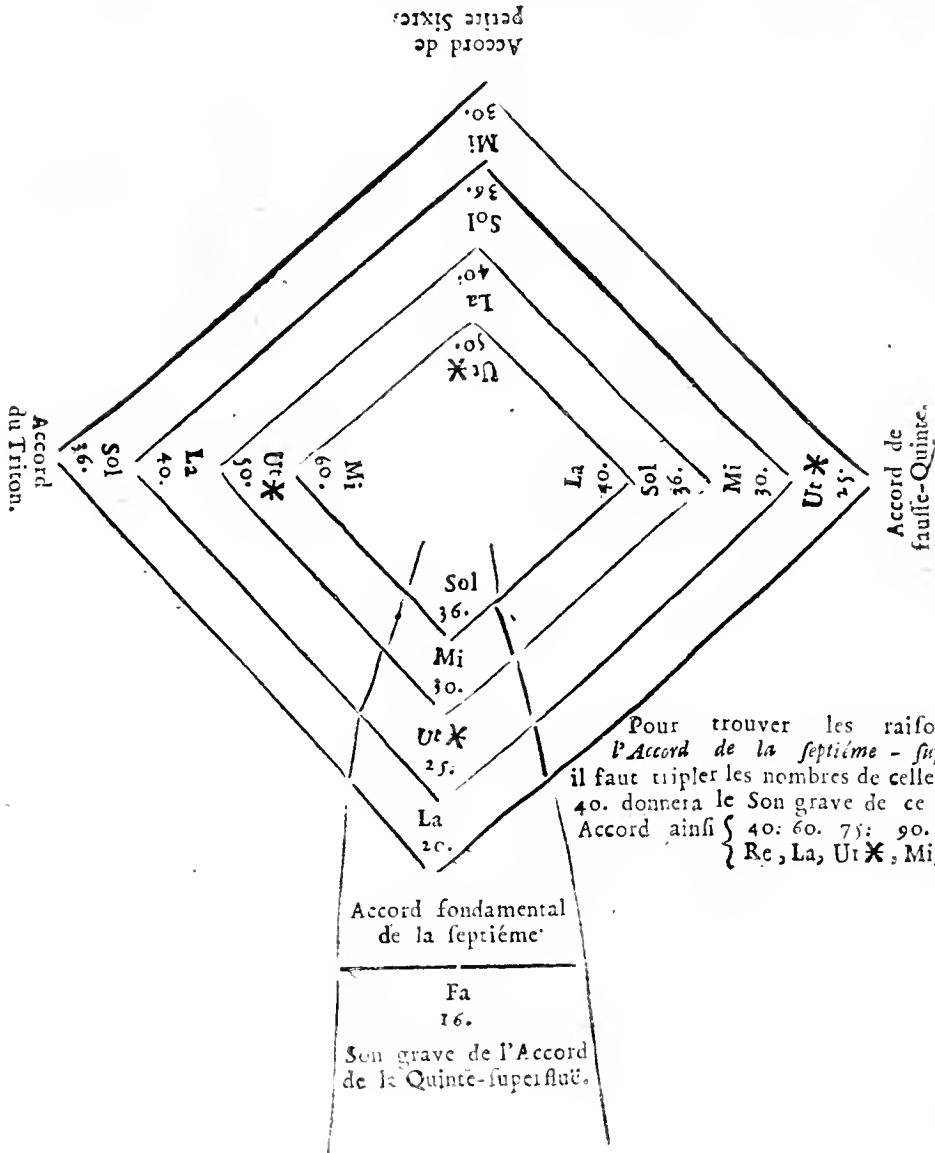 Accord de
petite Sixte,
30.
Mi
36.
Sol
40.
La
50.
Ut ✻
Accord
du Triton.
36.
Sol
40.
La
50.
Ut ✻
60.
Mi
La
40.
Sol
36.
Mi
30.
Ut ✻
25.
Accord de
fauſſe-Quinte.
Sol
36.
Mi
30.
Ut ✻
25.
La
20.
Accord fondamental
de la ſeptiéme
Fa
16.
Son grave de l'Accord
de la Quinte-ſuperfluë.
Pour trouver les
l'Accord de la ſeptiéme -
il faut tripler les nombres de
40. donnera le Son grave de ce
Accord ainſi { 40: 60. 75: 90.
{ Re, La, Ut ✻, Mi,